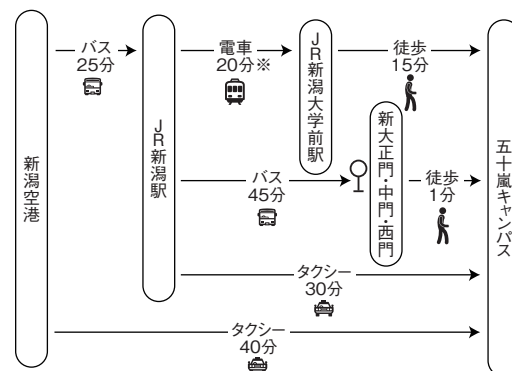 新潟空港
バス
25分
JR新潟駅
電車
20分※
JR新潟大学前駅
徒歩
15分
バス
45分
新大正門・中門・西門
徒歩
1分
タクシー
30分
タクシー
40分
五十嵐キャンパス